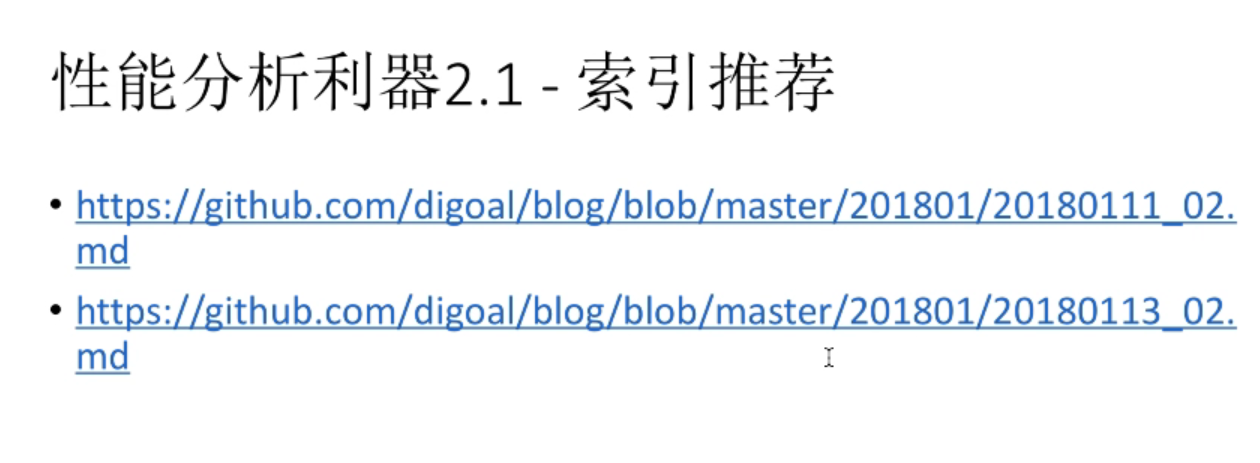 性能分析利器2.1 - 索引推荐
• https://github.com/digoal/blog/blob/master/201801/20180111_02.
md
• https://github.com/digoal/blog/blob/master/201801/20180113_02.
md